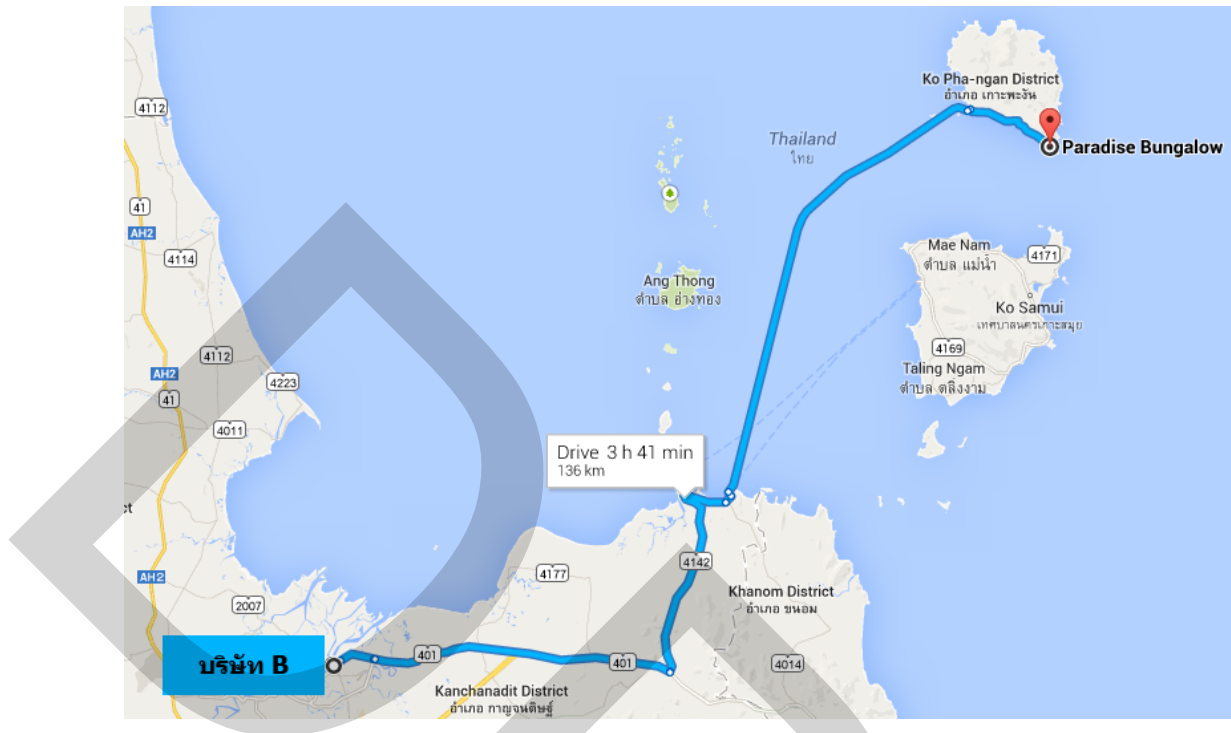 Ko Pha-ngan District
อำเภอ เกาะพะงัน
4112
Thailand
ไทย
Paradise Bungalow
41
AH2
4114
Mae Nam
ตำบล แม่น้ำ
4171
Ang Thong
ตำบล อ่างทอง
Ko Samui
เทศบาลนครเกาะสมุย
4169
4112
AH2
4223
Taling Ngam
ตำบล ตลิ่งงาม
41
4011
Drive 3 h 41 min
136 km
ct
4142
4177
AH2
Khanom District
อำเภอ ขนอม
2007
บริษัท B
401
401
4014
Kanchanadit District
อำเภอ กาญจนดิษฐ์